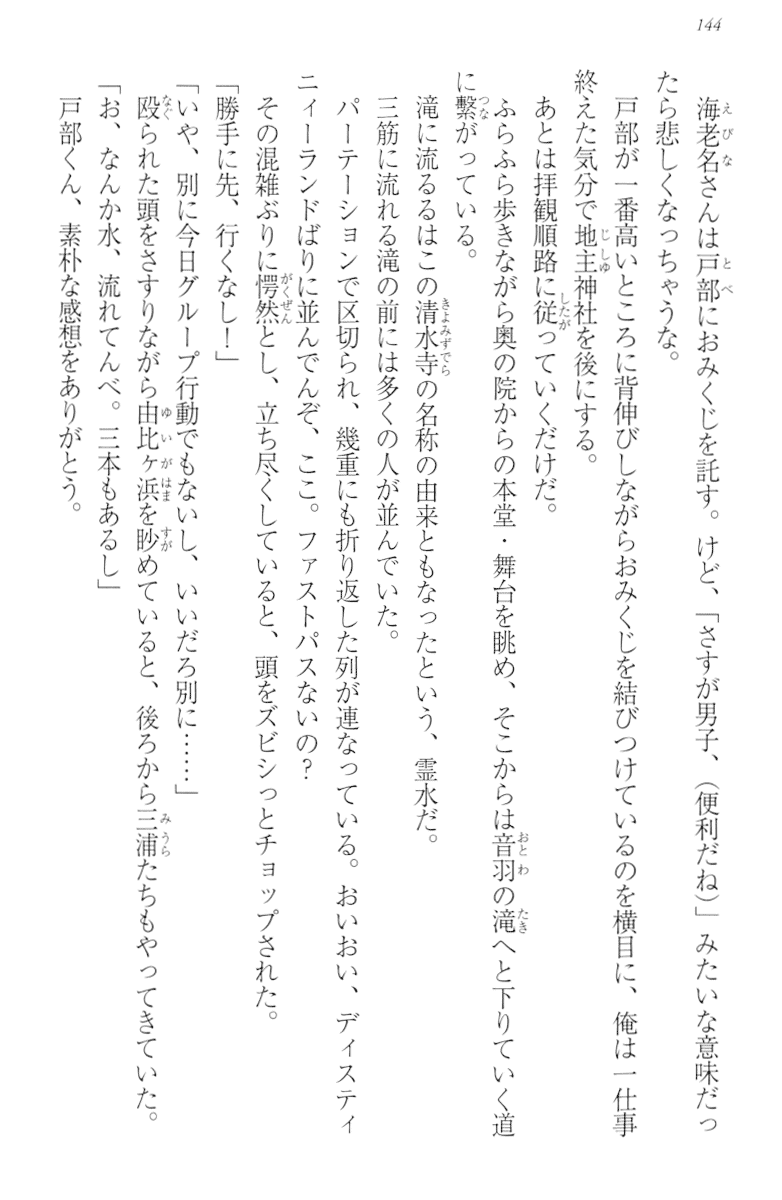 144
海老名さんは戸部におみくじを託す。けど、「さすが男子、(便利だね)」みたいな意味だっ
たら悲しくなっちゃうな。
戸部が一番高いところに背伸びしながらおみくじを結びつけているのを横目に、俺は一仕事
終えた気分で地主神社を後にする。
あとは拝観順路に従っていくだけだ。
ふらふら歩きながら奥の院からの本堂・舞台を眺め、そこからは音羽の滝へと下りていく道
に繋がっている。
滝に流るるはこの清水寺の名称の由来ともなったという、霊水だ。
三筋に流れる滝の前には多くの人が並んでいた。
パーテーションで区切られ、幾重にも折り返した列が連なっている。おいおい、ディスティ
ニィーランドばりに並んでんぞ、ここ。ファストパスないの?
その混雑ぶりに愕然とし、立ち尽くしていると、頭をズビシっとチョップされた。
「勝手に先、行くなし!」
「いや、別に今日グループ行動でもないし、いいだろ別に……」
殴られた頭をさすりながら由比ヶ浜を眇めていると、後ろから三浦たちもやってきていた。
「お、なんか水、流れてんべ。三本もあるし」
戸部くん、素朴な感想をありがとう。